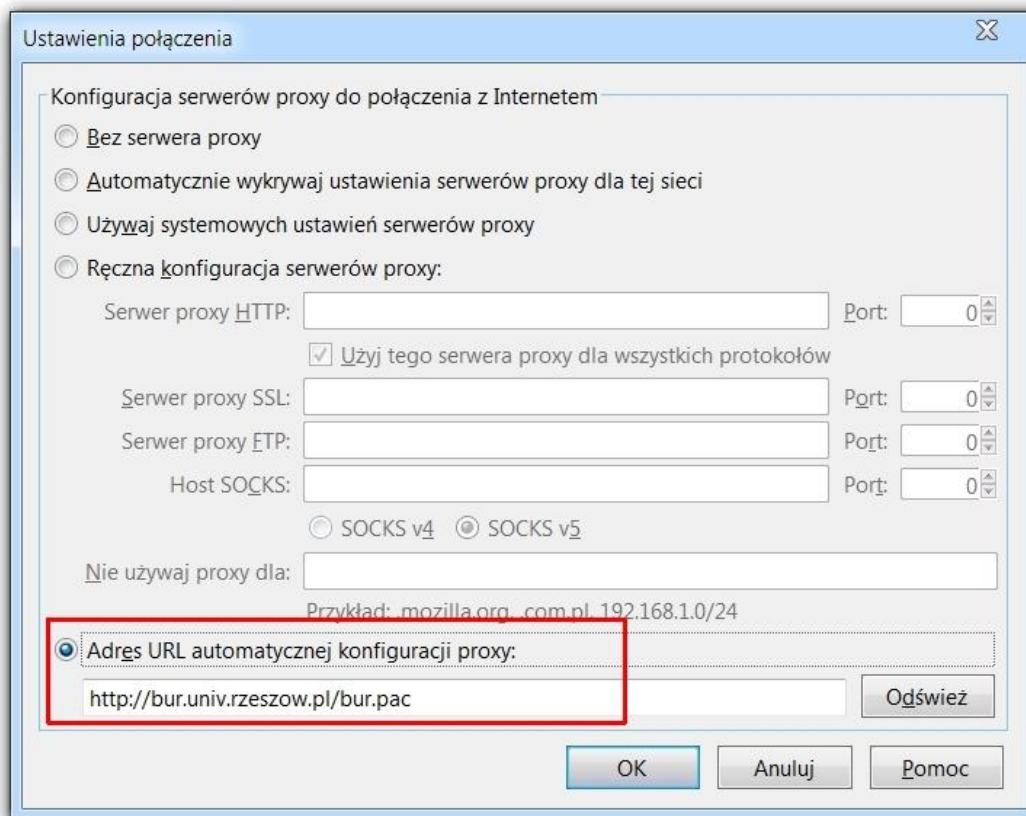 Ustawienia połączenia
Konfiguracja serwerów proxy do połączenia z Internetem
Bez serwera proxy
Automatycznie wykrywaj ustawienia serwerów proxy dla tej sieci
Używaj systemowych ustawień serwerów proxy
Ręczna konfiguracja serwerów proxy:
Serwer proxy HTTP: Port: 0
Użyj tego serwera proxy dla wszystkich protokołów
Serwer proxy SSL: Port: 0
Serwer proxy FTP: Port: 0
Host SOCKS: Port: 0
SOCKS v4 SOCKS v5
Nie używaj proxy dla:
Przykład: .mozilla.org, .com.pl, 192.168.1.0/24
Adres URL automatycznej konfiguracji proxy:
http://bur.univ.rzeszow.pl/bur.pac Odśwież
OK Anuluj Pomoc